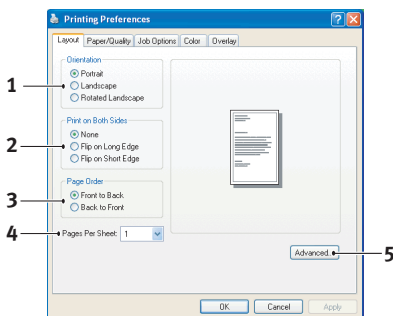 Printing Preferences
Layout Paper/Quality Job Options Color Overlay
Orientation
1
Portrait
Landscape
Rotated Landscape
Print on Both Sides
2
None
Flip on Long Edge
Flip on Short Edge
Page Order
3
Front to Back
Back to Front
4
Pages Per Sheet: 1
Advanced...
5
OK Cancel Apply